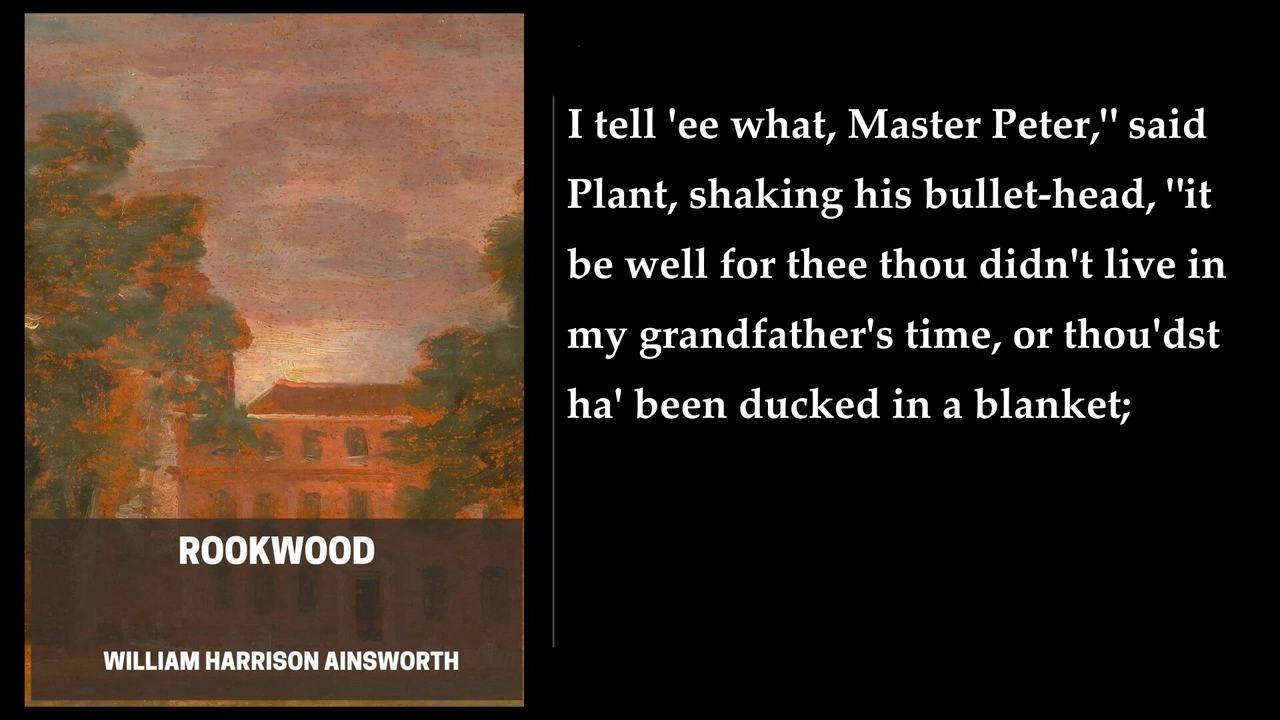 ROOKWOOD
WILLIAM HARRISON AINSWORTH
I tell 'ee what, Master Peter," said
Plant, shaking his bullet-head, "it
be well for thee thou didn't live in
my grandfather's time, or thou'dst
ha' been ducked in a blanket;